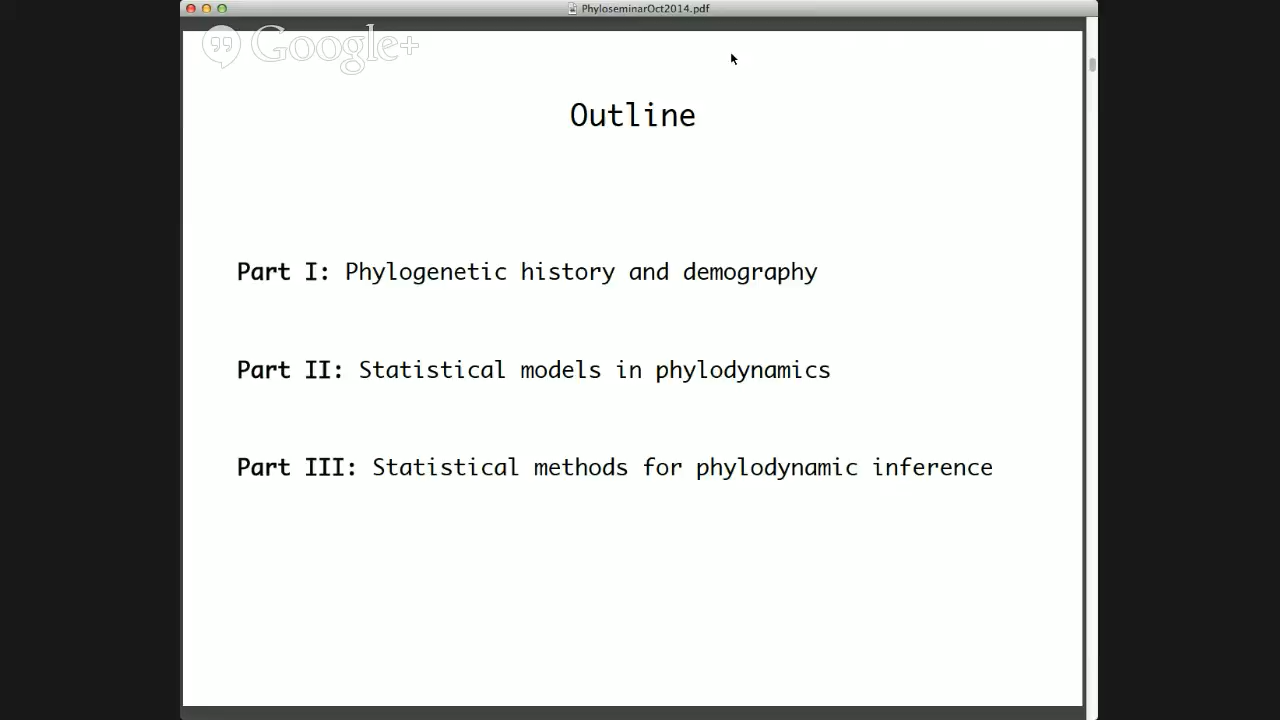 PhyloseminarOct2014.pdf
Google+
Outline
Part I: Phylogenetic history and demography
Part II: Statistical models in phylodynamics
Part III: Statistical methods for phylodynamic inference